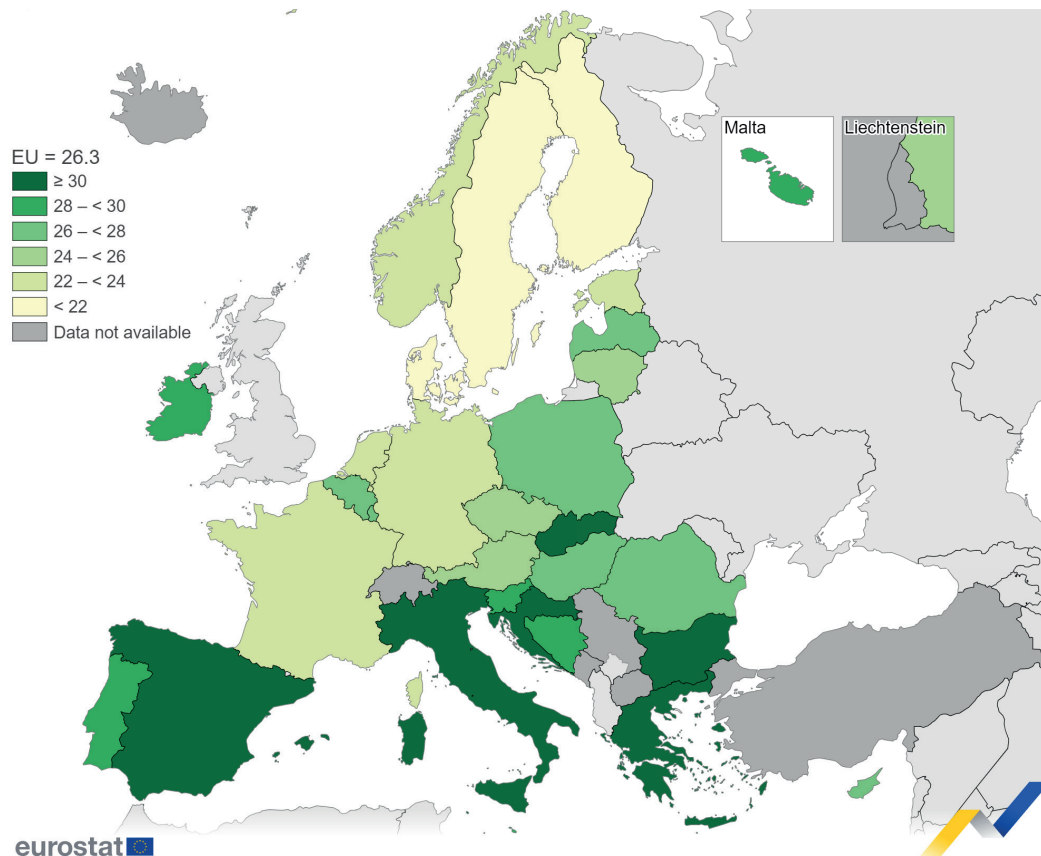 EU = 26.3
≥ 30
28 – < 30
26 – < 28
24 – < 26
22 – < 24
< 22
Data not available
Malta
Liechtenstein
eurostat